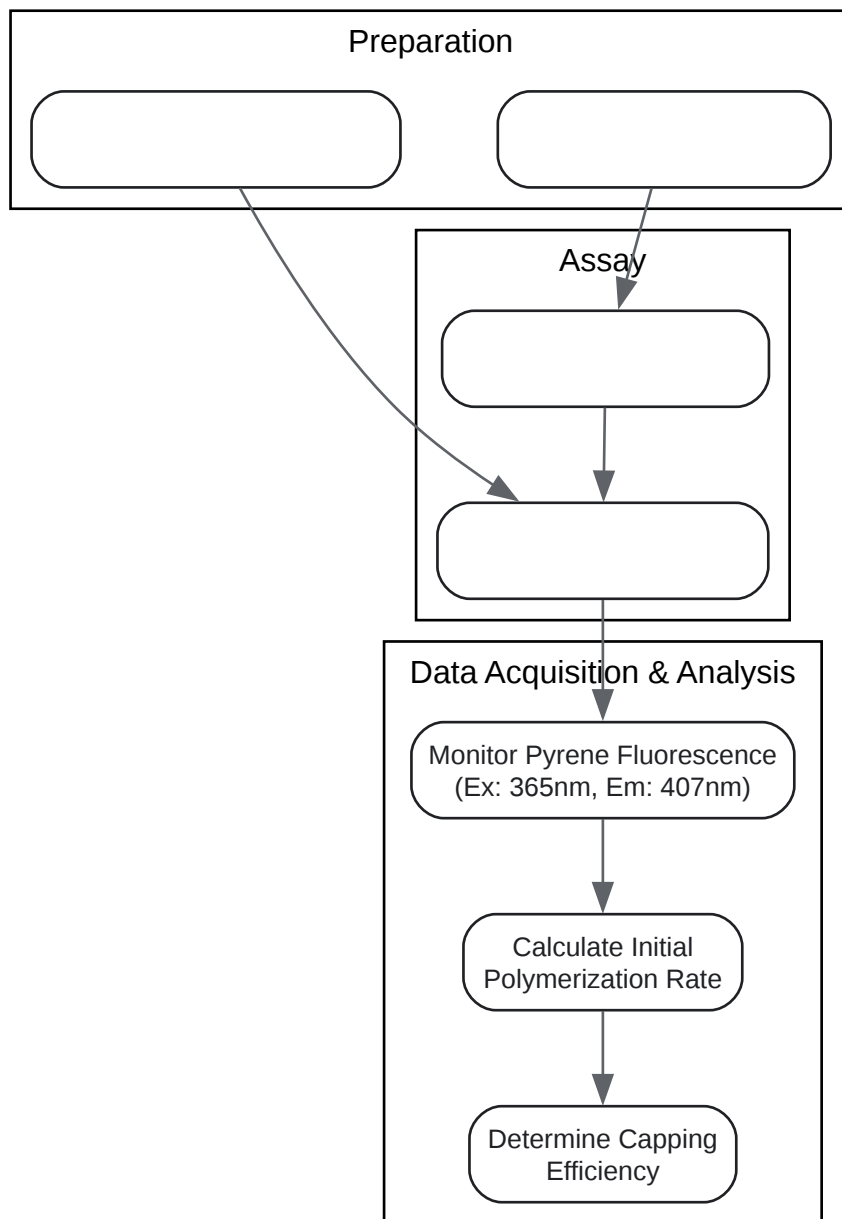 Preparation
Assay
Data Acquisition & Analysis
Monitor Pyrene Fluorescence
(Ex: 365nm, Em: 407nm)
Calculate Initial
Polymerization Rate
Determine Capping
Efficiency